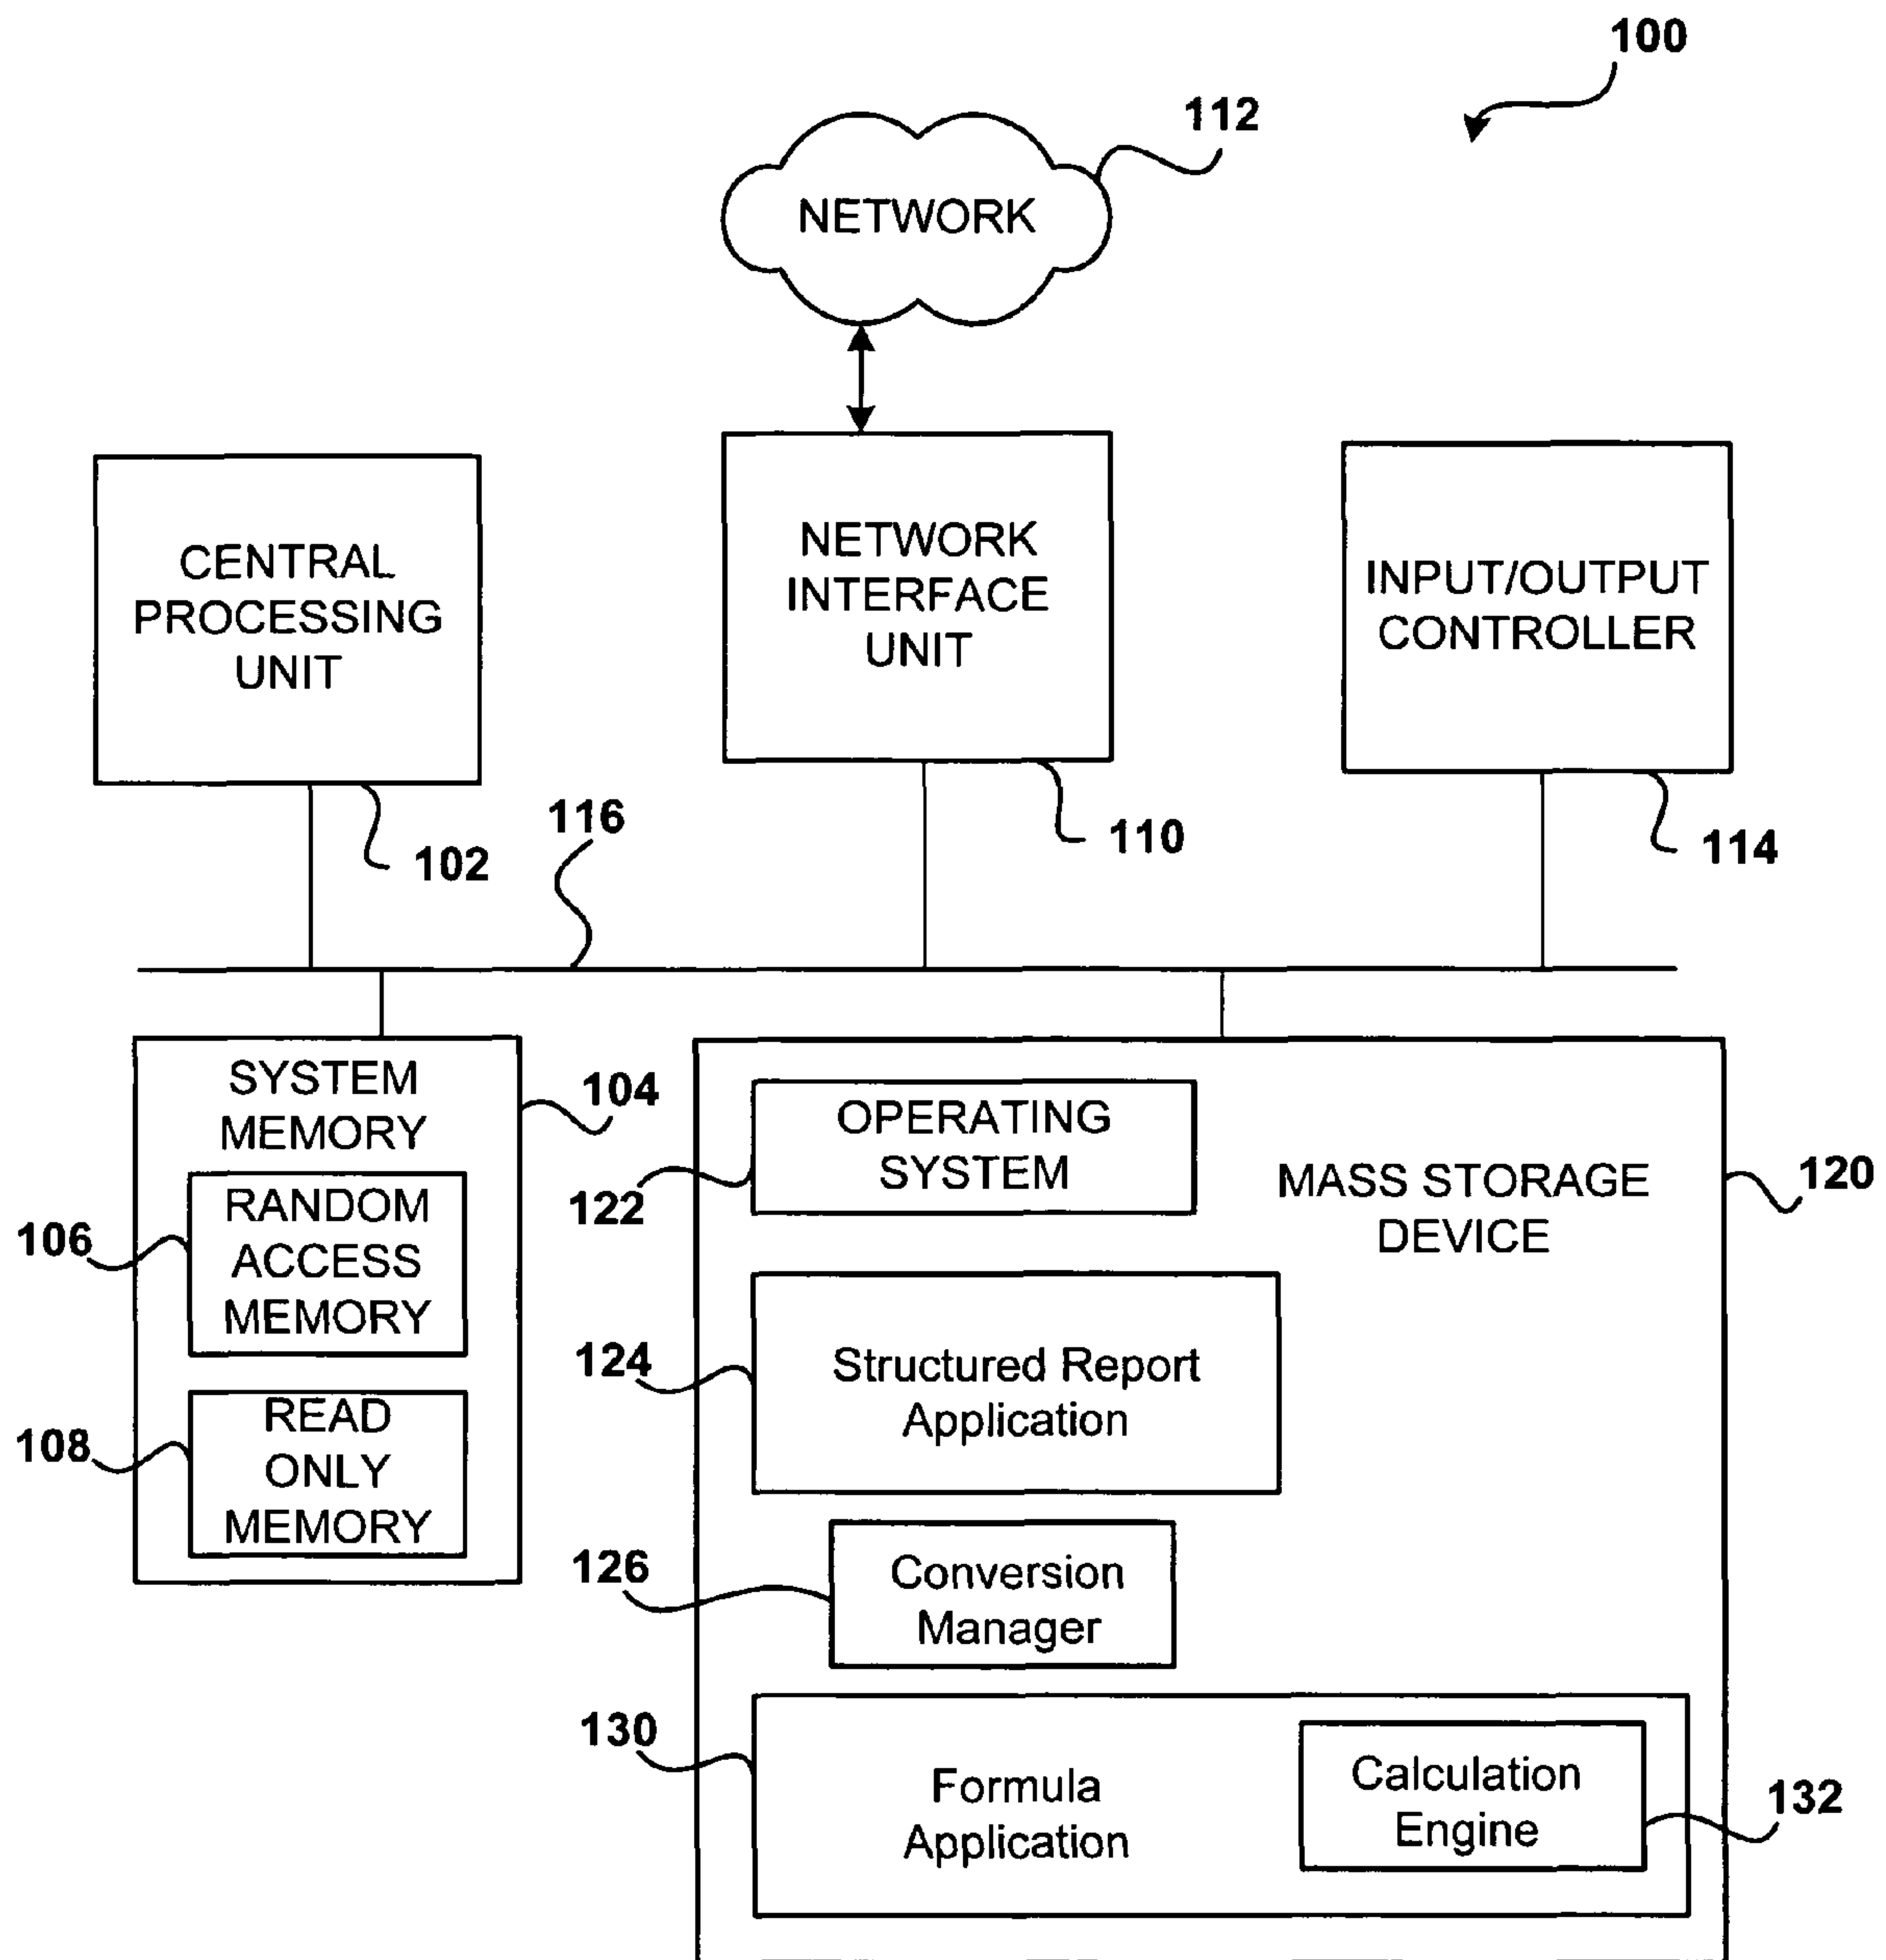 100
112
NETWORK
CENTRAL
PROCESSING
UNIT
NETWORK
INTERFACE
UNIT
INPUT/OUTPUT
CONTROLLER
102
116
110
114
SYSTEM
MEMORY
104
RANDOM
ACCESS
MEMORY
106
READ
ONLY
MEMORY
108
OPERATING
SYSTEM
122
MASS STORAGE
DEVICE
120
Structured Report
Application
124
Conversion
Manager
126
130
Formula
Application
Calculation
Engine
132